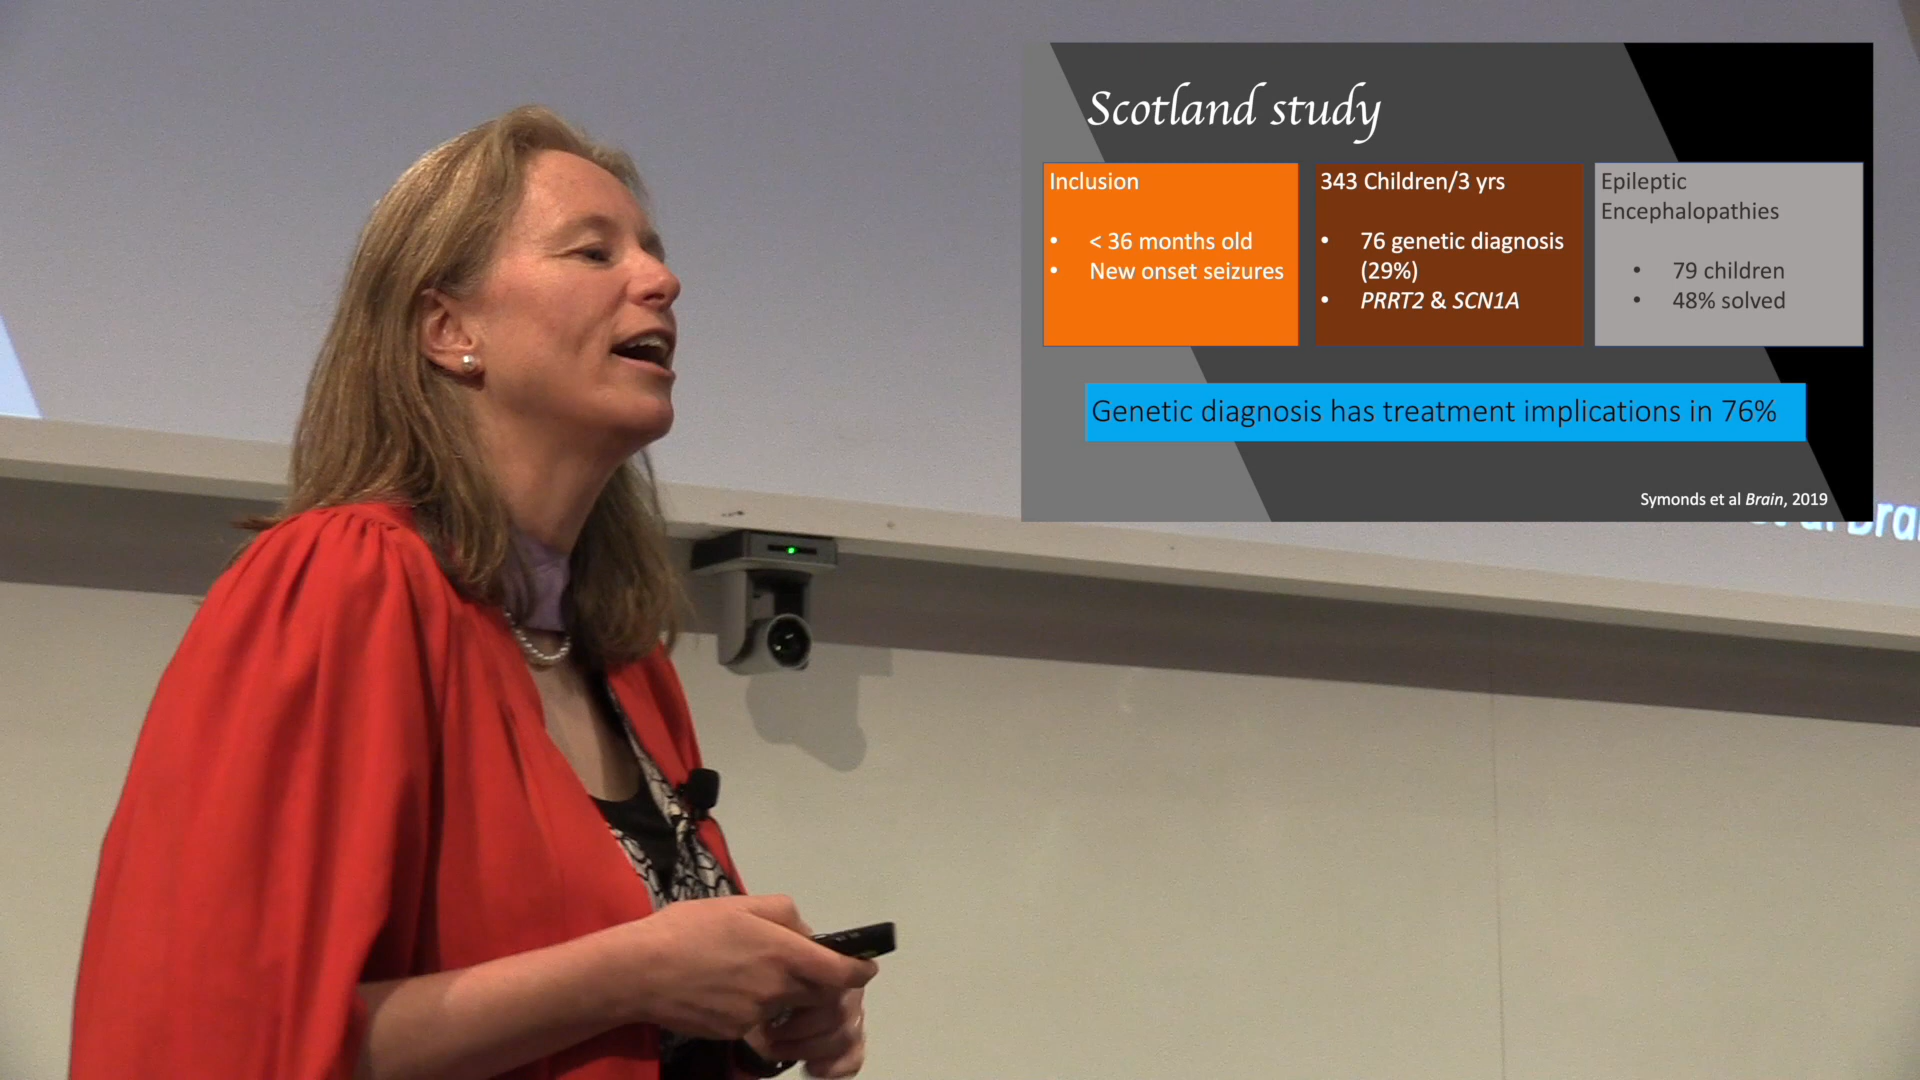 Scotland study
Inclusion
• < 36 months old
• New onset seizures
343 Children/3 yrs
• 76 genetic diagnosis
(29%)
• PRRT2 & SCN1A
Epileptic
Encephalopathies
• 79 children
• 48% solved
Genetic diagnosis has treatment implications in 76%
Symonds et al Brain, 2019